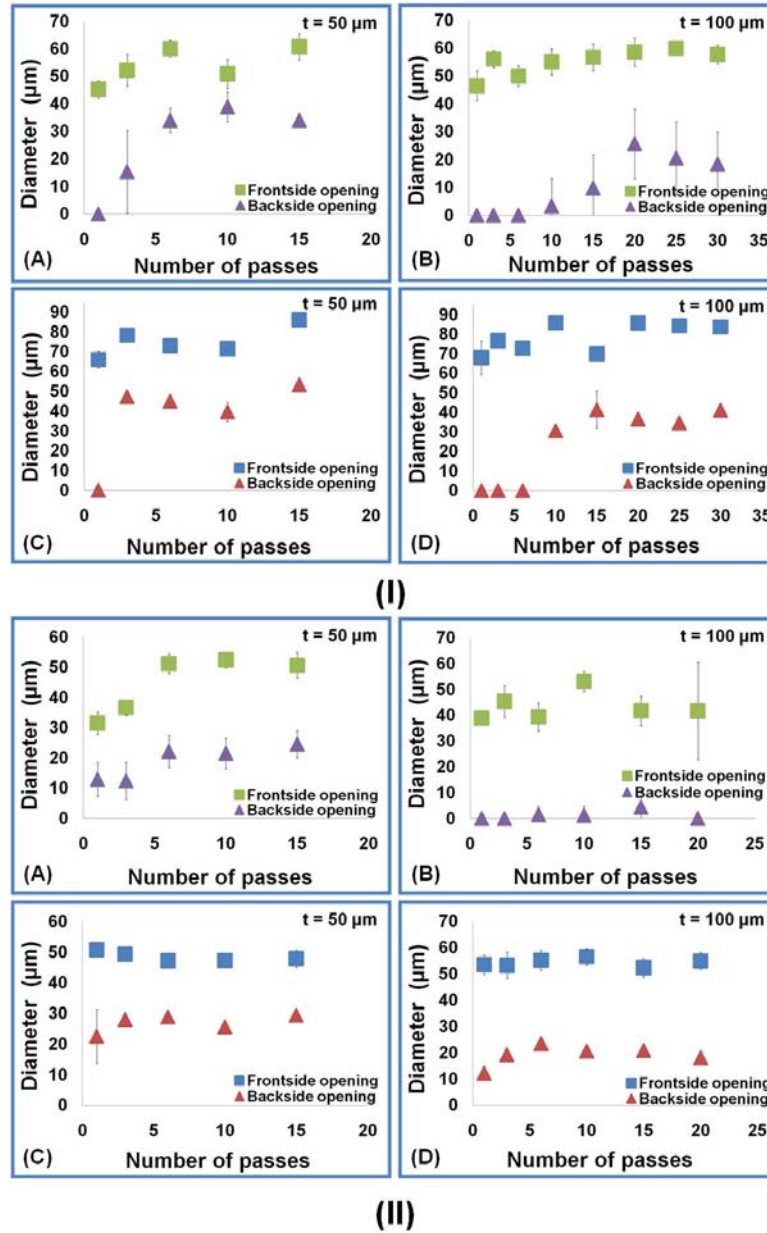 t = 50 μm
70
60
50
40
30
20
10
0
Diameter (μm)
Frontside opening
Backside opening
0 5 10 15 20
(A)
Number of passes
t = 100 μm
70
60
50
40
30
20
10
0
Diameter (μm)
Frontside opening
Backside opening
0 5 10 15 20 25 30 35
(B)
Number of passes
t = 50 μm
90
80
70
60
50
40
30
20
10
0
Diameter (μm)
Frontside opening
Backside opening
0 5 10 15 20
(C)
Number of passes
t = 100 μm
90
80
70
60
50
40
30
20
10
0
Diameter (μm)
Frontside opening
Backside opening
0 5 10 15 20 25 30 35
(D)
Number of passes
(I)
t = 50 μm
60
50
40
30
20
10
0
Diameter (μm)
Frontside opening
Backside opening
0 5 10 15 20
(A)
Number of passes
t = 100 μm
70
60
50
40
30
20
10
0
Diameter (μm)
Frontside opening
Backside opening
0 5 10 15 20 25
(B)
Number of passes
t = 50 μm
60
50
40
30
20
10
0
Diameter (μm)
Frontside opening
Backside opening
0 5 10 15 20
(C)
Number of passes
t = 100 μm
70
60
50
40
30
20
10
0
Diameter (μm)
Frontside opening
Backside opening
0 5 10 15 20 25
(D)
Number of passes
(II)